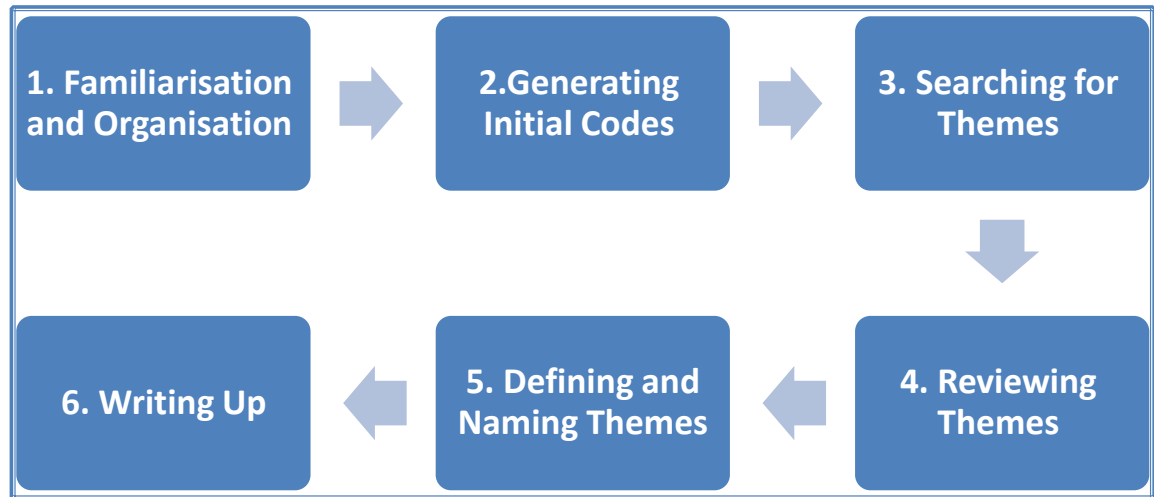 1. Familiarisation
and Organisation
2.Generating
Initial Codes
3. Searching for
Themes
4. Reviewing
Themes
5. Defining and
Naming Themes
6. Writing Up